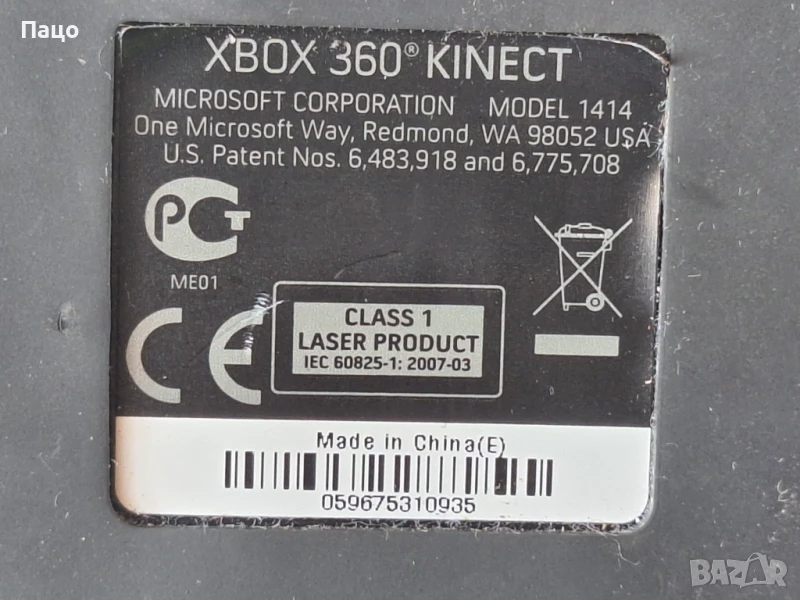 Пацо
XBOX 360® KINECT
MICROSOFT CORPORATION MODEL 1414
One Microsoft Way, Redmond, WA 98052 USA
U.S. Patent Nos. 6,483,918 and 6,775,708
PCT
ME01
CE
CLASS 1
LASER PRODUCT
IEC 60825-1: 2007-03
Made in China(E)
059675310935
BAZAR